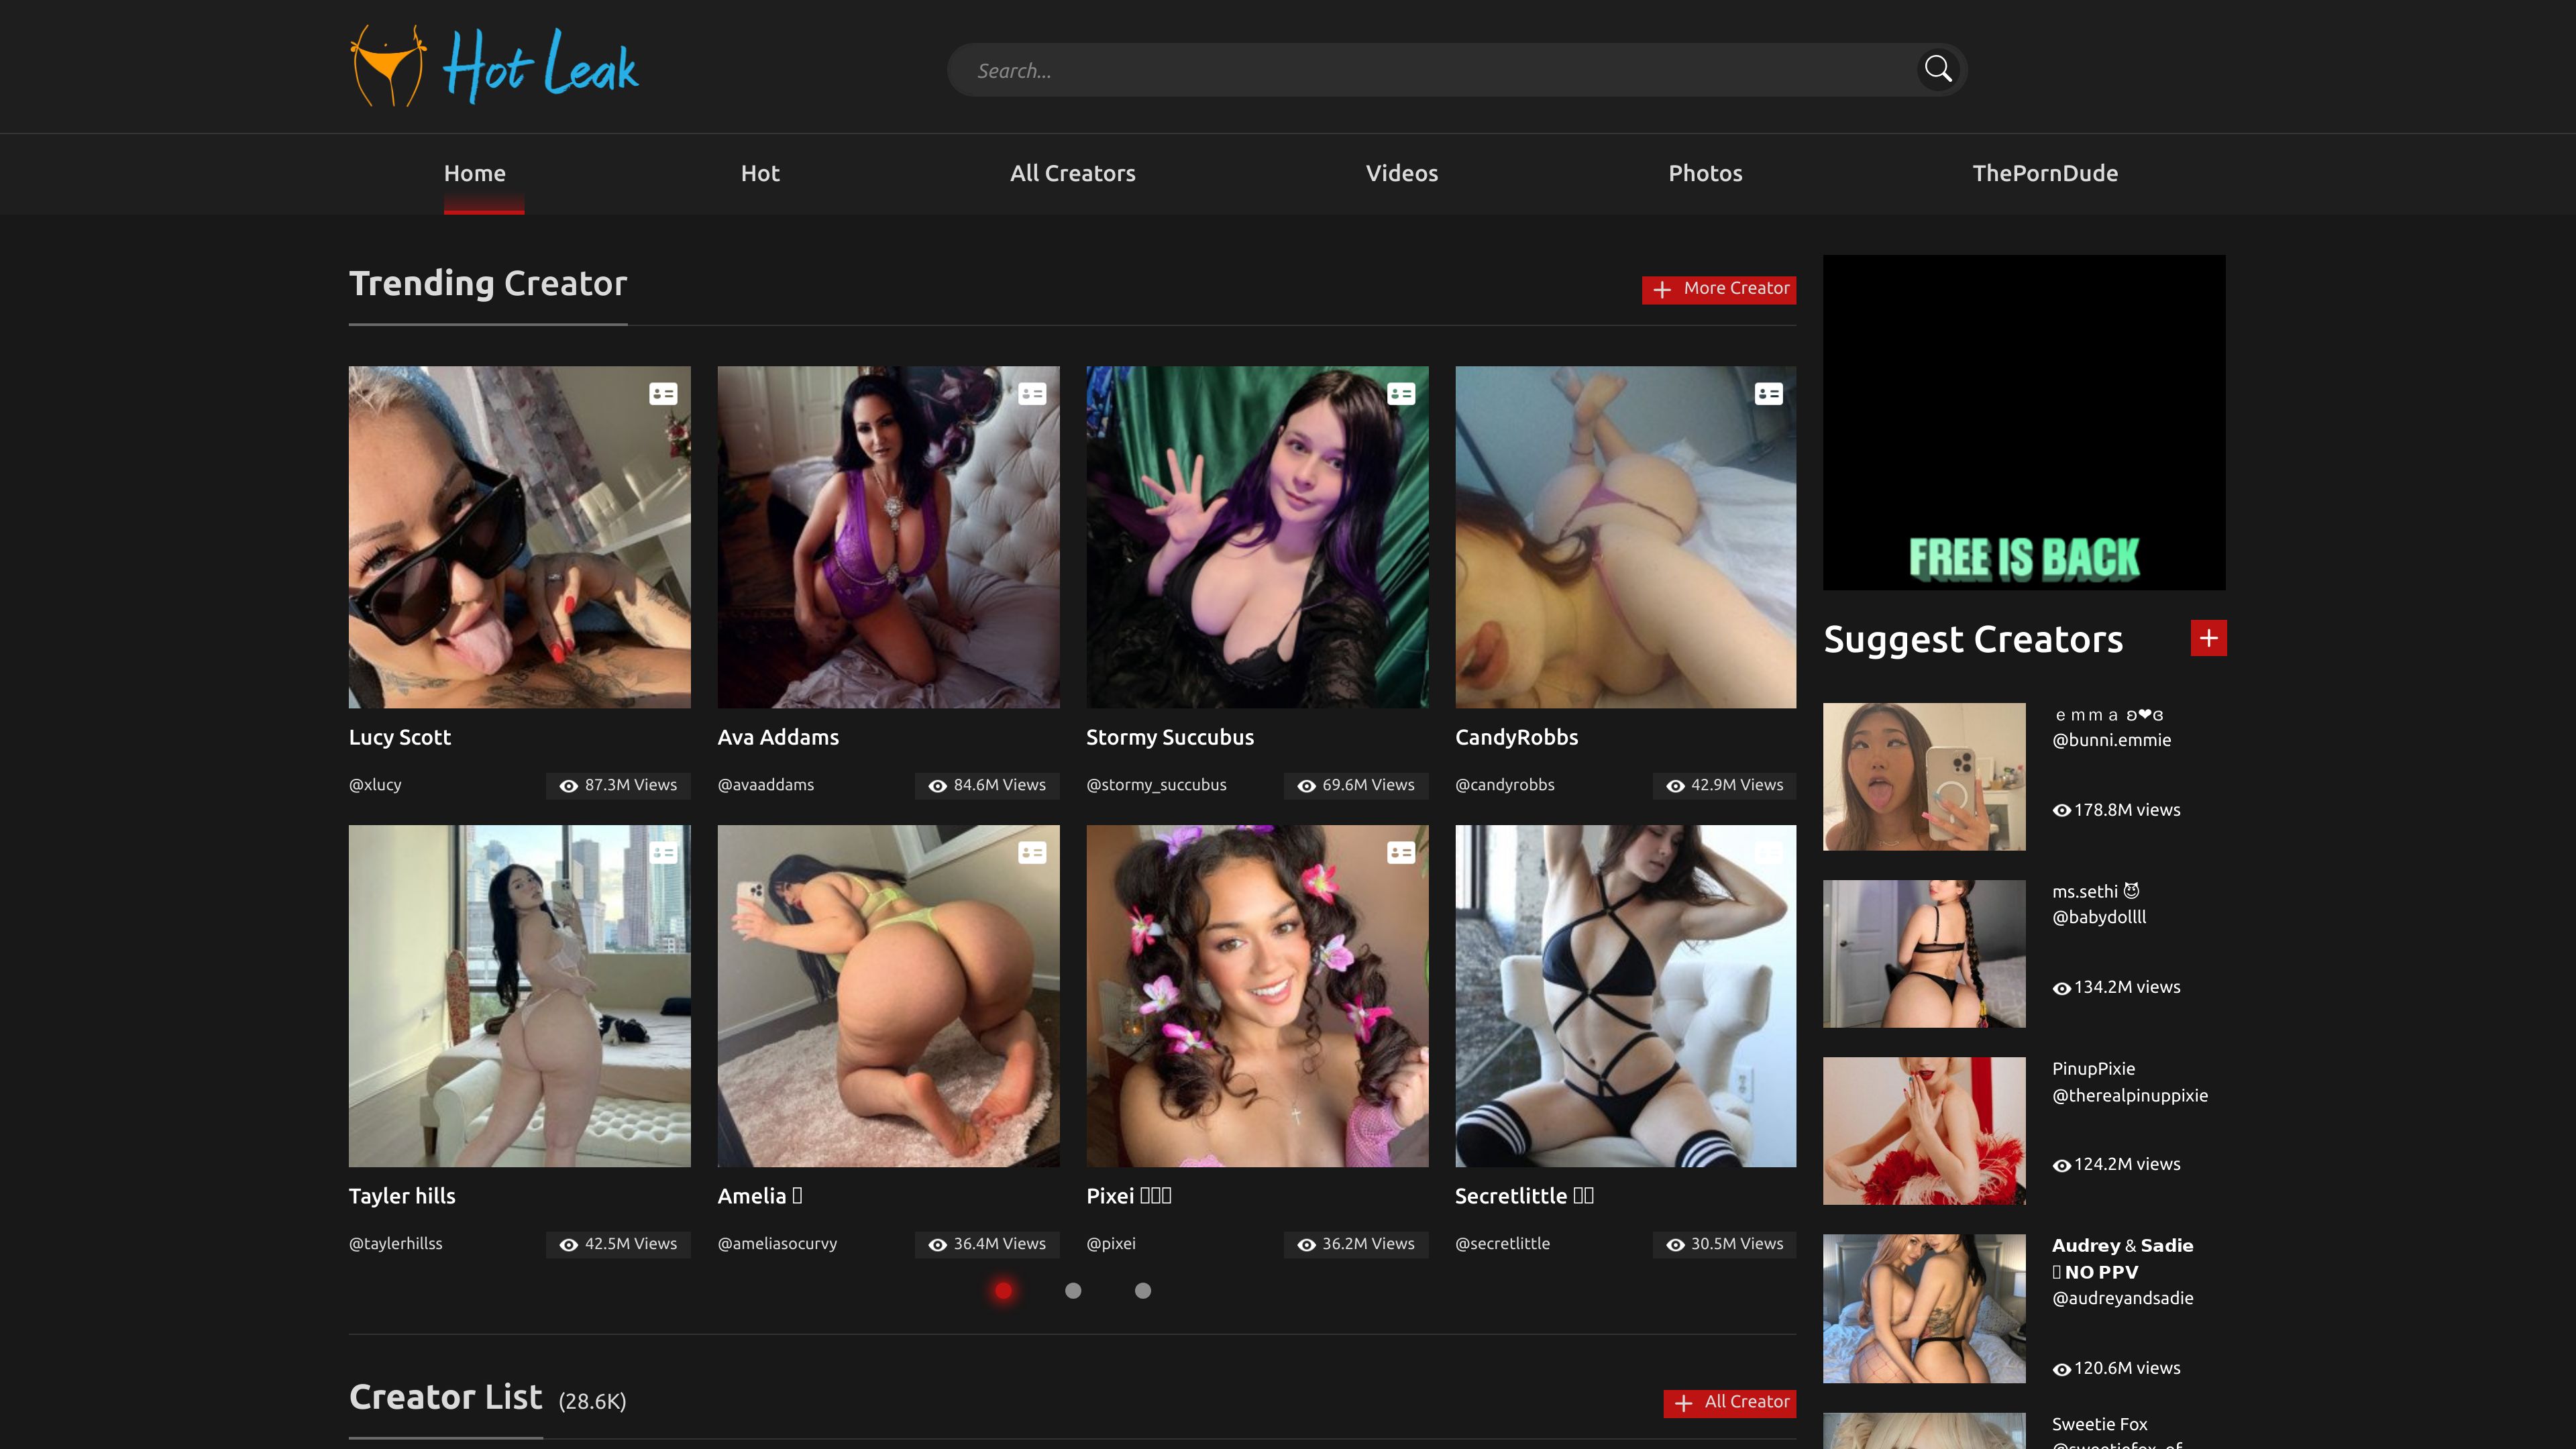 Hot Leak
Search...
Home
Hot
All Creators
Videos
Photos
ThePornDude
Trending Creator
More Creator
Lucy Scott
@xlucy
87.3M Views
Ava Addams
@avaaddams
84.6M Views
Stormy Succubus
@stormy_succubus
69.6M Views
CandyRobbs
@candyrobbs
42.9M Views
Tayler hills
@taylerhillss
42.5M Views
Amelia
@ameliasocurvy
36.4M Views
Pixei
@pixei
36.2M Views
Secretlittle
@secretlittle
30.5M Views
Creator List (28.6K)
All Creator
FREE IS BACK
Suggest Creators
ｅｍｍａ ʚ❤ɞ
@bunni.emmie
178.8M views
ms.sethi 😈
@babydollll
134.2M views
PinupPixie
@therealpinuppixie
124.2M views
Audrey & Sadie
NO PPV
@audreyandsadie
120.6M views
Sweetie Fox